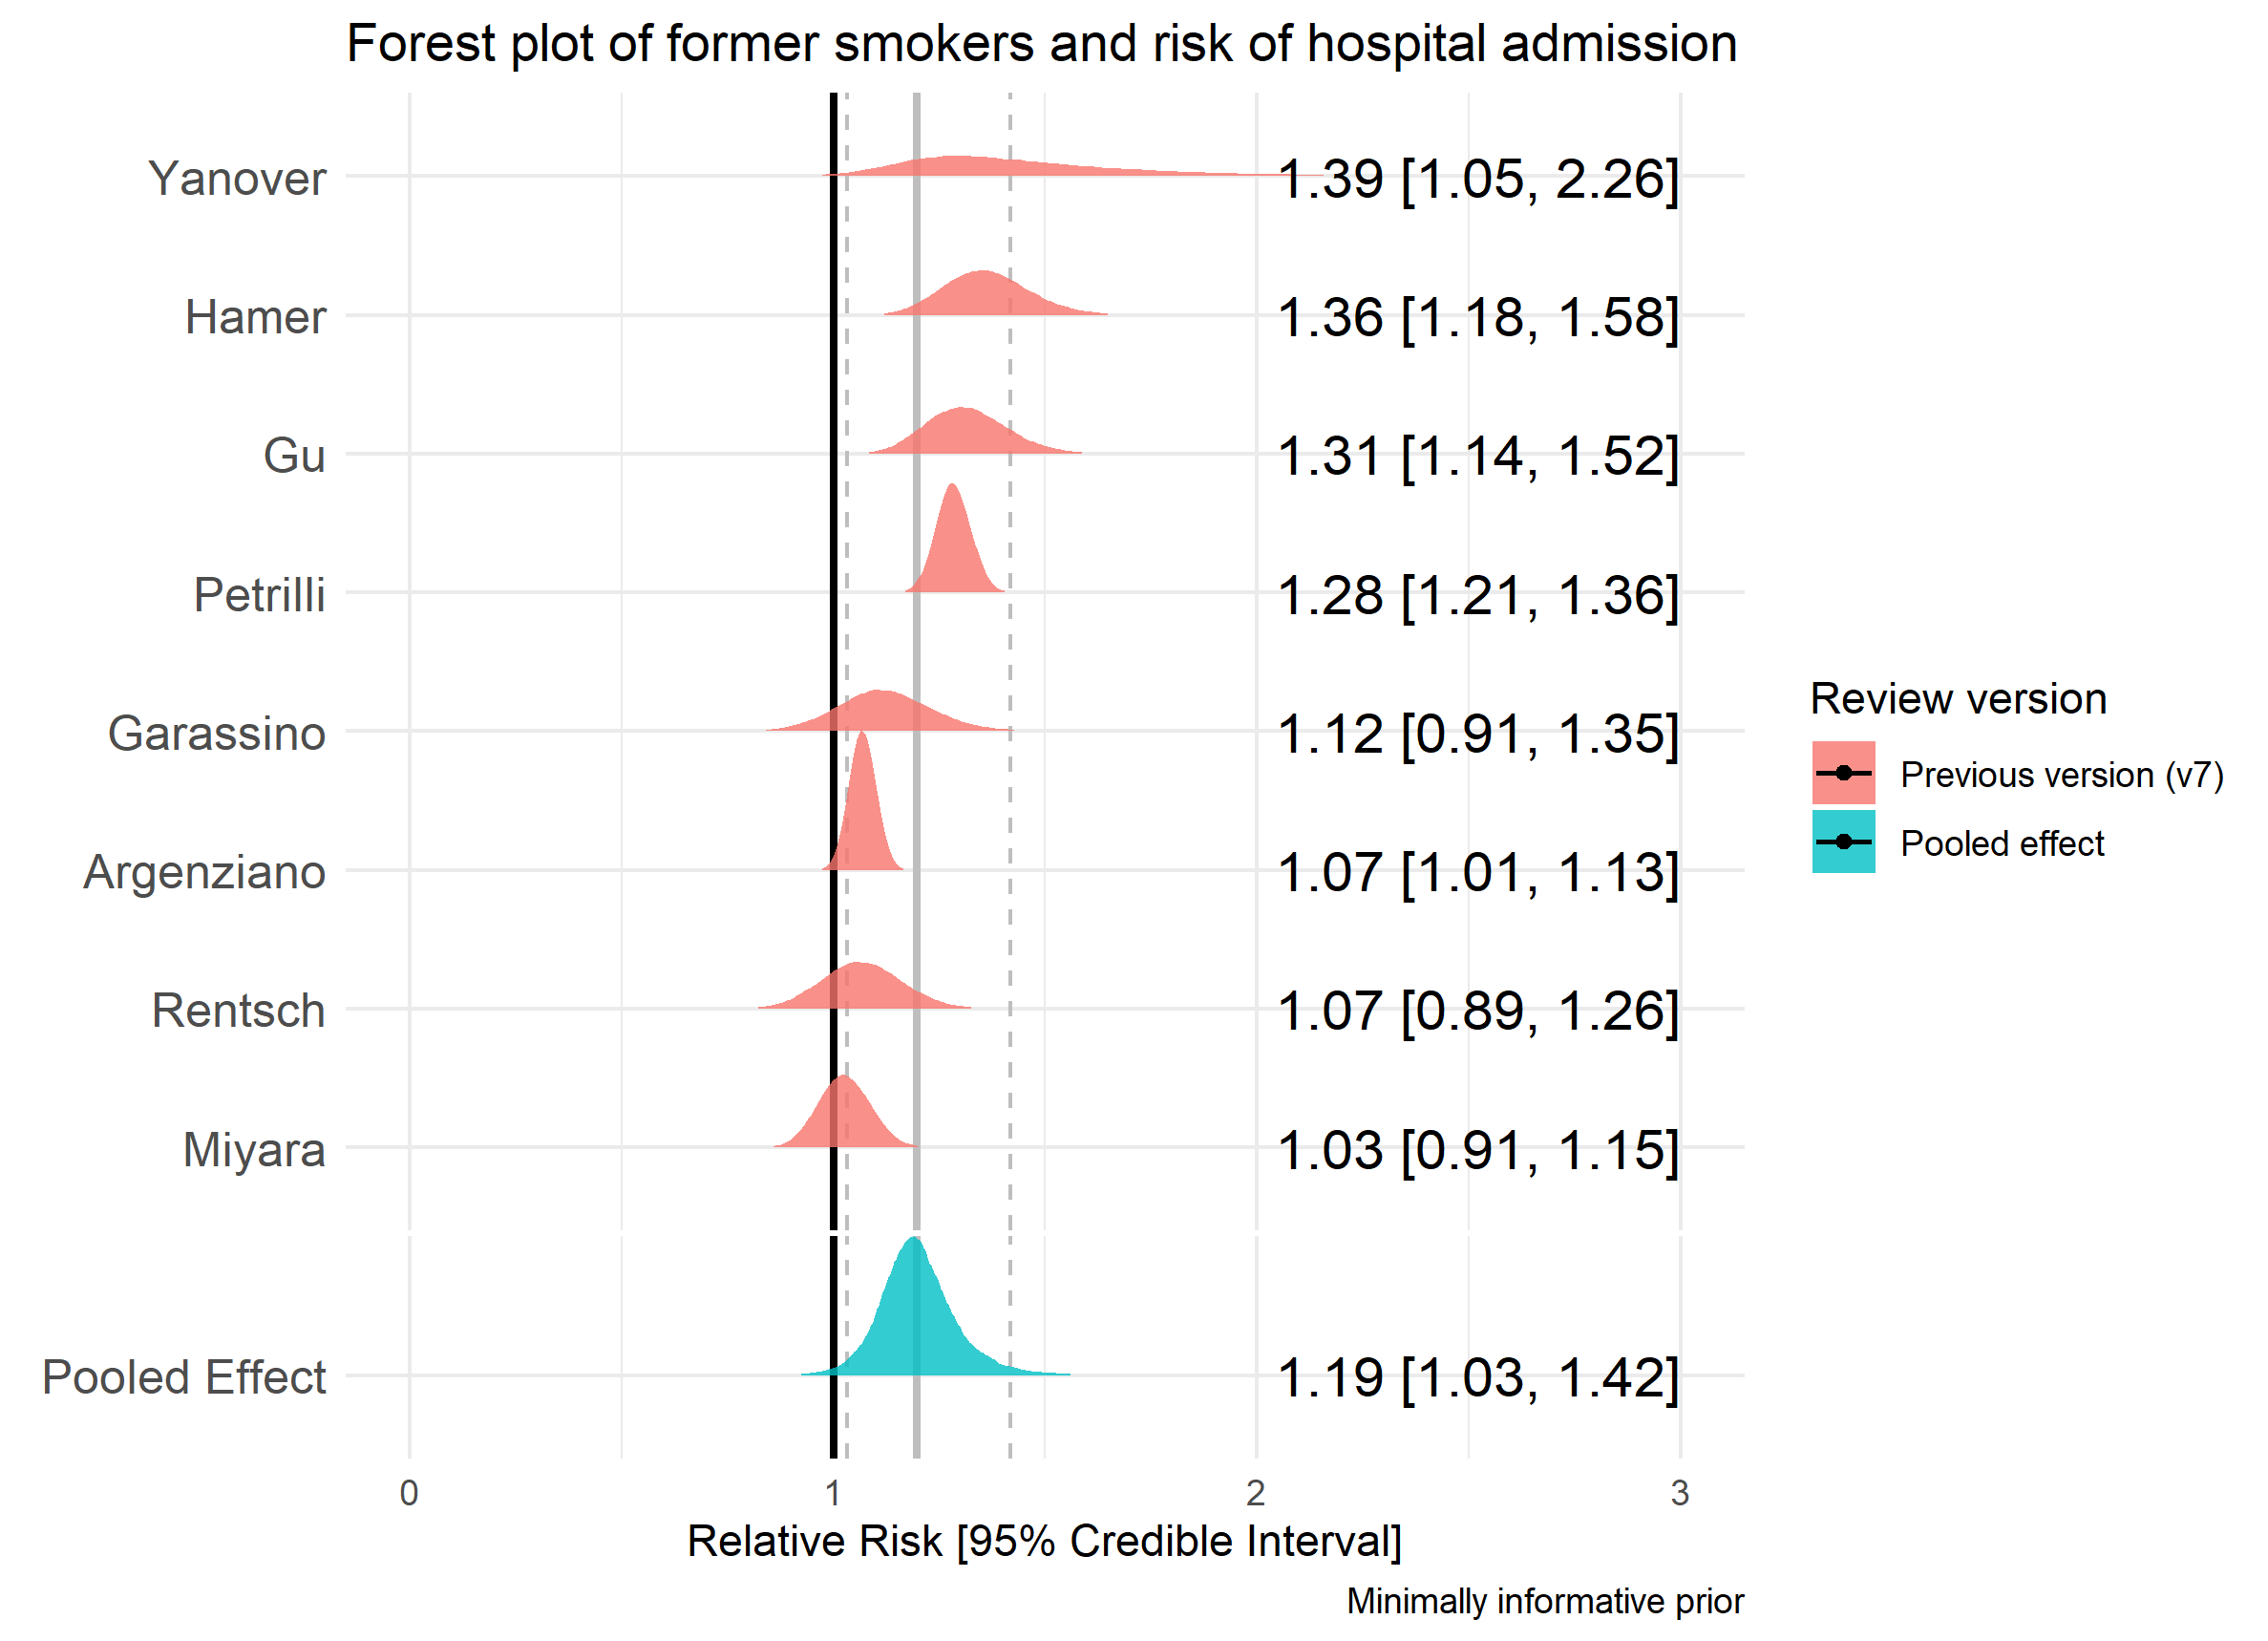 Forest plot of former smokers and risk of hospital admission
Yanover 1.39 [1.05, 2.26]
Hamer 1.36 [1.18, 1.58]
Gu 1.31 [1.14, 1.52]
Petrilli 1.28 [1.21, 1.36]
Garassino 1.12 [0.91, 1.35]
Argenziano 1.07 [1.01, 1.13]
Rentsch 1.07 [0.89, 1.26]
Miyara 1.03 [0.91, 1.15]
Pooled Effect 1.19 [1.03, 1.42]
0 1 2 3
Relative Risk [95% Credible Interval]
Minimally informative prior
Review version
Previous version (v7)
Pooled effect